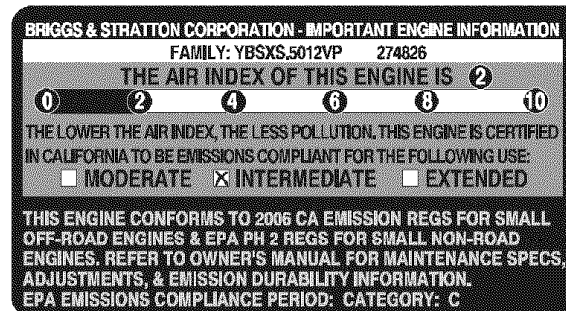 BRIGGS & STRATTON CORPORATION - IMPORTANT ENGINE INFORMATION
FAMILY: YBSXS.5012VP 274826
THE AIR INDEX OF THIS ENGINE IS 2
0 2 4 6 8 10
THE LOWER THE AIR INDEX, THE LESS POLLUTION. THIS ENGINE IS CERTIFIED
IN CALIFORNIA TO BE EMISSIONS COMPLIANT FOR THE FOLLOWING USE:
MODERATE INTERMEDIATE EXTENDED
THIS ENGINE CONFORMS TO 2006 CA EMISSION REGS FOR SMALL
OFF-ROAD ENGINES & EPA PH 2 REGS FOR SMALL NON-ROAD
ENGINES. REFER TO OWNER'S MANUAL FOR MAINTENANCE SPECS,
ADJUSTMENTS, & EMISSION DURABILITY INFORMATION.
EPA EMISSIONS COMPLIANCE PERIOD: CATEGORY: C